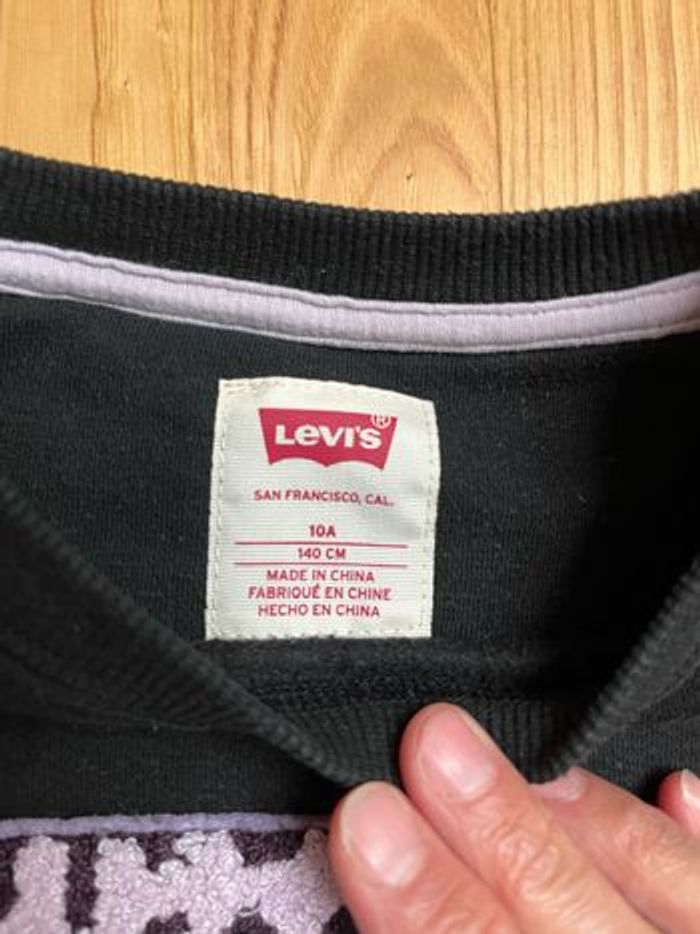 LEVI'S®
SAN FRANCISCO, CAL.
10A
140 CM
MADE IN CHINA
FABRIQUÉ EN CHINE
HECHO EN CHINA